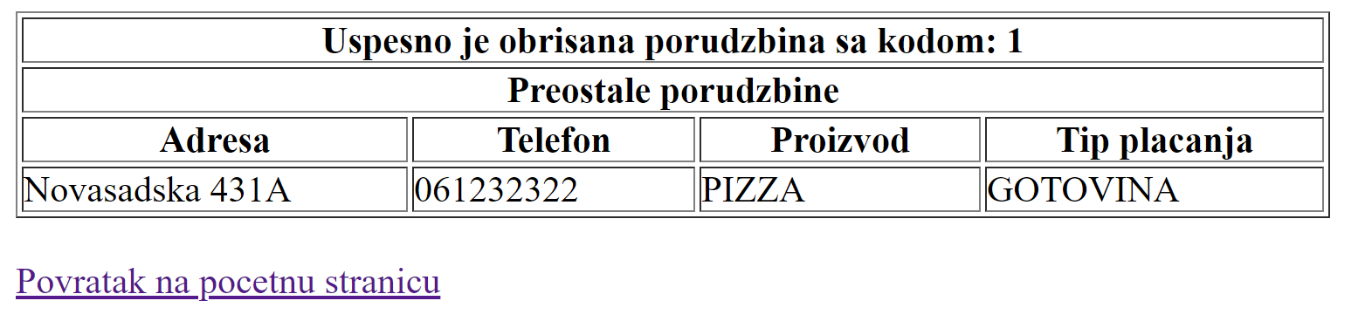 Uspesno je obrisana porudzbina sa kodom: 1
Preostale porudzbine
Adresa Telefon Proizvod Tip placanja
Novasadska 431A 061232322 PIZZA GOTOVINA
Povratak na pocetnu stranicu